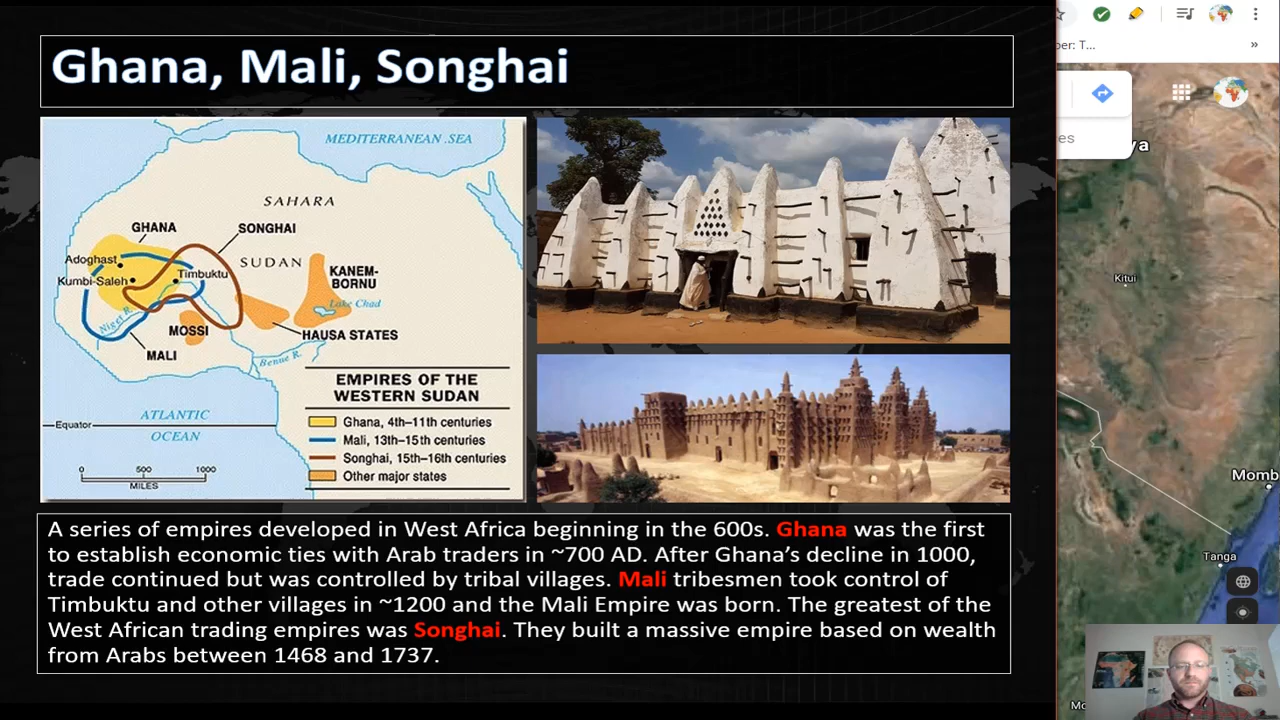 Ghana, Mali, Songhai
MEDITERRANEAN SEA
SAHARA
GHANA
SONGHAI
Adoghast
SUDAN
Kumbi-Saleh
Timbuktu
KANEM-
BORNU
Lake Chad
Niger R.
MOSSI
HAUSA STATES
MALI
Benue R.
EMPIRES OF THE
WESTERN SUDAN
ATLANTIC
OCEAN
Equator
Ghana, 4th–11th centuries
Mali, 13th–15th centuries
Songhai, 15th–16th centuries
Other major states
0 500 1000
MILES
A series of empires developed in West Africa beginning in the 600s. Ghana was the first
to establish economic ties with Arab traders in ~700 AD. After Ghana’s decline in 1000,
trade continued but was controlled by tribal villages. Mali tribesmen took control of
Timbuktu and other villages in ~1200 and the Mali Empire was born. The greatest of the
West African trading empires was Songhai. They built a massive empire based on wealth
from Arabs between 1468 and 1737.
per: T...
»
es
ya
Kitui
Momb
Tanga
Mo